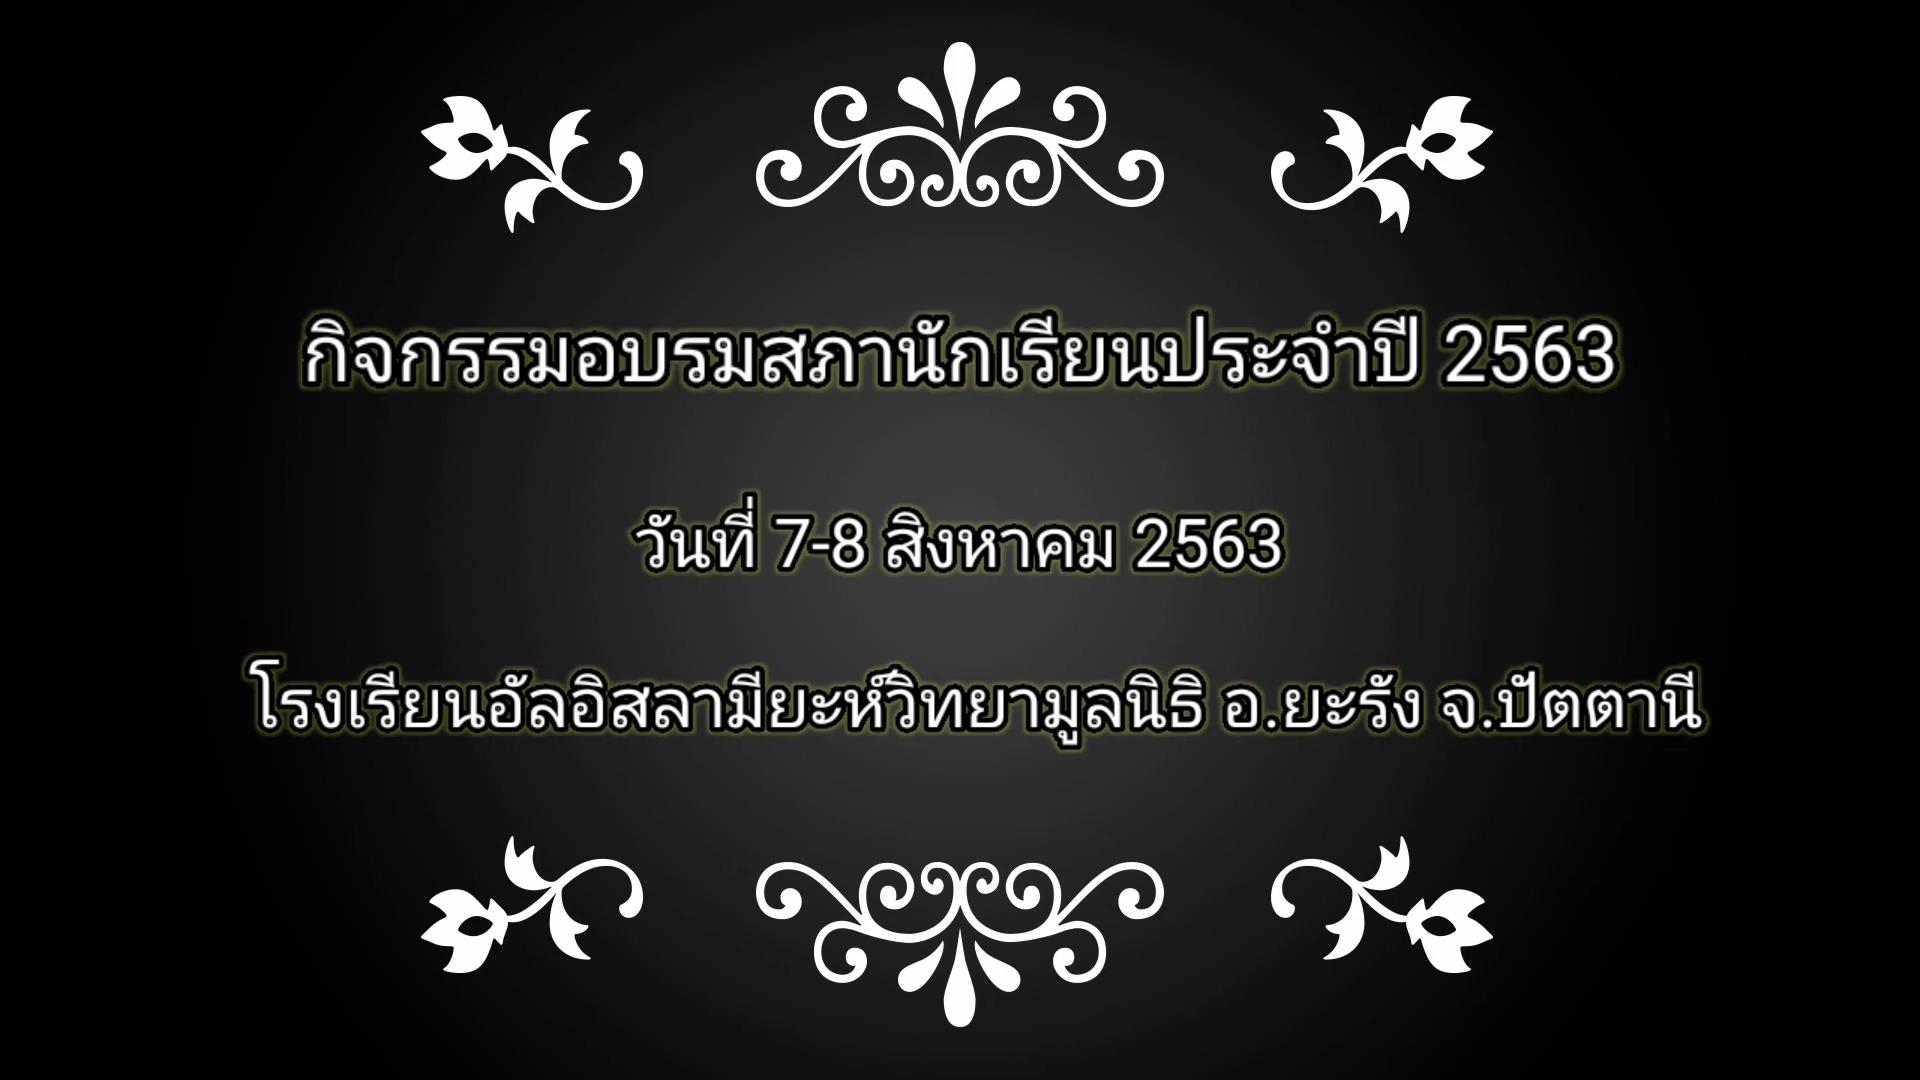 กิจกรรมอบรมสภานักเรียนประจำปี 2563
วันที่ 7-8 สิงหาคม 2563
โรงเรียนอัลอิสลามียะห์วิทยามูลนิธิ อ.ยะรัง จ.ปัตตานี